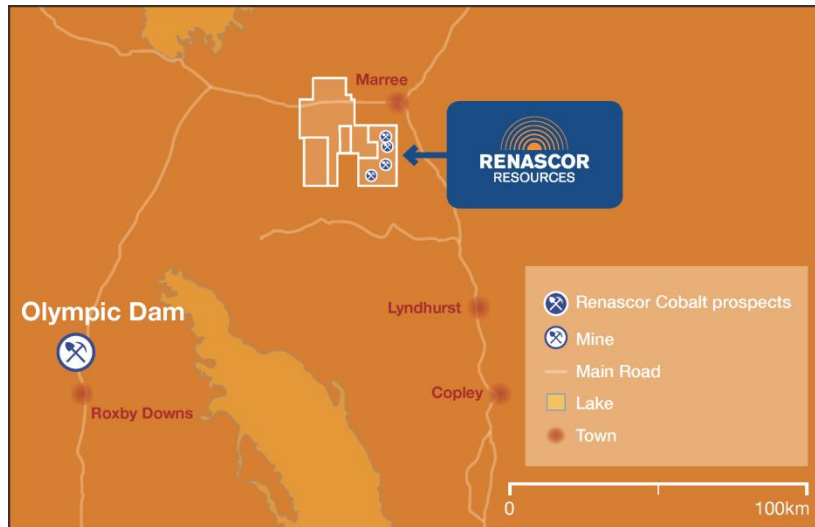 Marree
RENASCOR
RESOURCES
Olympic Dam
Lyndhurst
Roxby Downs
Copley
Renascor Cobalt prospects
Mine
Main Road
Lake
Town
0
100km